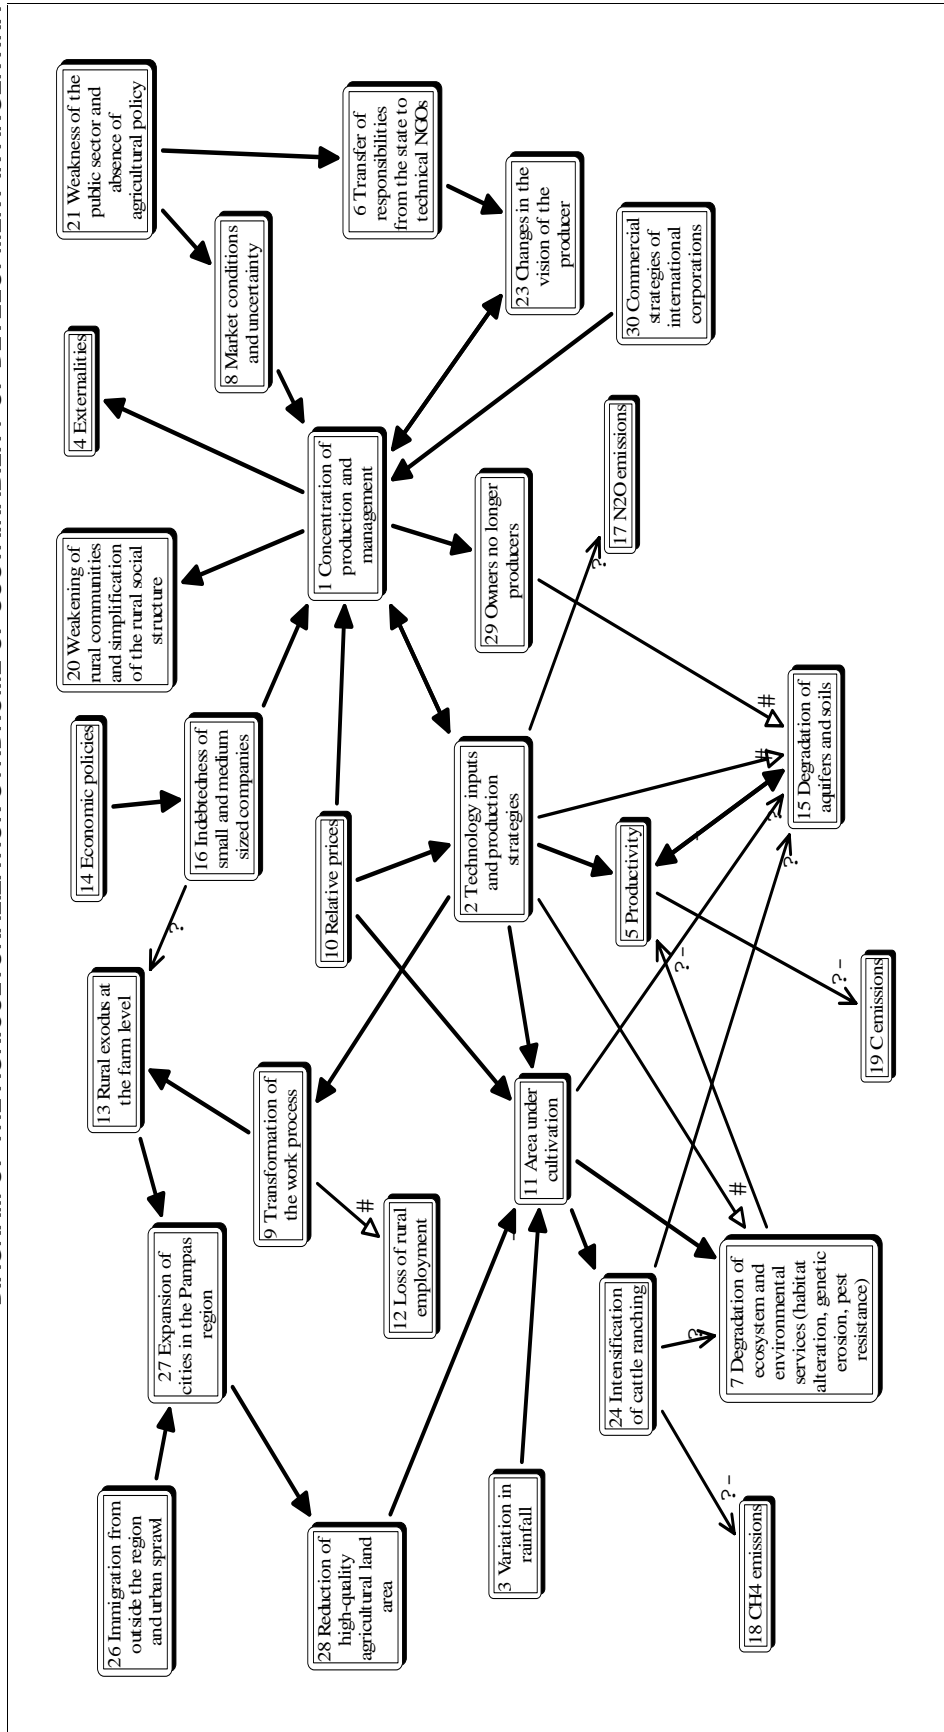 26 Immigration from
outside the region
and urban sprawl
27 Expansion of
cities in the Pampas
region
13 Rural exodus at
the farm level
?
14 Economic policies
16 Indebtedness of
small and medium
sized companies
20 Weakening of
rural communities
and simplification
of the rural social
structure
4 Externalities
8 Market conditions
and uncertainty
21 Weakness of the
public sector and
absence of
agricultural policy
28 Reduction of
high-quality
agricultural land
area
9 Transformation of
the work process
#
12 Loss of rural
employment
10 Relative prices
1 Concentration of
production and
management
6 Transfer of
responsibilities
from the state to
technical NGOs
3 Variation in
rainfall
-
11 Area under
cultivation
2 Technology inputs
and production
strategies
29 Owners no longer
producers
23 Changes in the
vision of the
producer
30 Commercial
strategies of
international
corporations
24 Intensification
of cattle ranching
5 Productivity
?
17 N2O emissions
?
?-
-
7 Degradation of
ecosystem and
environmental
services (habitat
alteration, genetic
erosion, pest
resistance)
#
?
?
#
#
15 Degradation of
aquifers and soils
?-
18 CH4 emissions
?-
19 C emissions